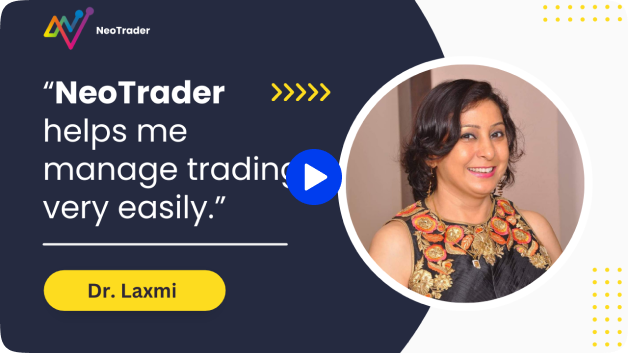 NeoTrader
“NeoTrader
helps me
manage trading
very easily.”
Dr. Laxmi